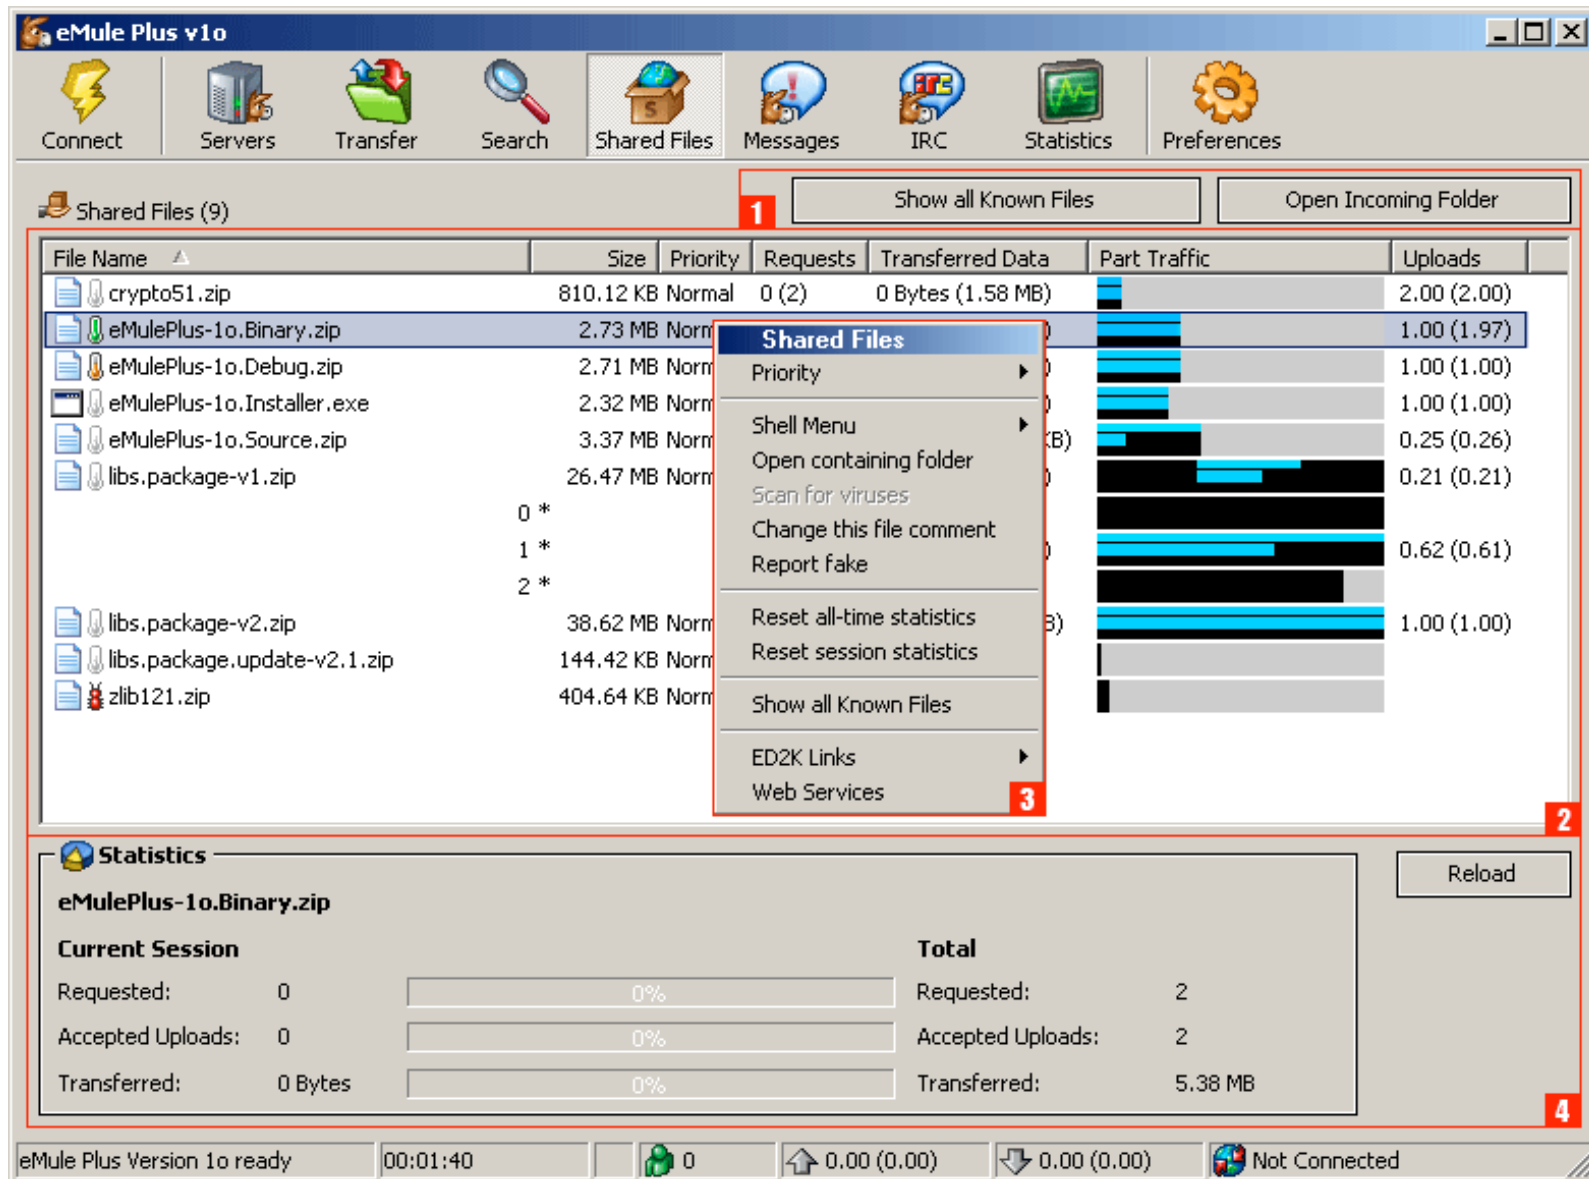 eMule Plus v1o
Connect Servers Transfer Search Shared Files Messages IRC Statistics Preferences
Shared Files (9) 1 Show all Known Files Open Incoming Folder
File Name Size Priority Requests Transferred Data Part Traffic Uploads
crypto51.zip 810.12 KB Normal 0 (2) 0 Bytes (1.58 MB) 2.00 (2.00)
eMulePlus-1o.Binary.zip 2.73 MB 1.00 (1.97)
eMulePlus-1o.Debug.zip 2.71 MB 1.00 (1.00)
eMulePlus-1o.Installer.exe 2.32 MB 1.00 (1.00)
eMulePlus-1o.Source.zip 3.37 MB 0.25 (0.26)
libs.package-v1.zip 26.47 MB 0.21 (0.21)
0 *
1 * 0.62 (0.61)
2 *
libs.package-v2.zip 38.62 MB 1.00 (1.00)
libs.package.update-v2.1.zip 144.42 KB
zlib121.zip 404.64 KB
Shared Files
Priority
Shell Menu
Open containing folder
Scan for viruses
Change this file comment
Report fake
Reset all-time statistics
Reset session statistics
Show all Known Files
ED2K Links
Web Services
3
2
Statistics
Reload
eMulePlus-1o.Binary.zip
Current Session Total
Requested: 0 0% Requested: 2
Accepted Uploads: 0 0% Accepted Uploads: 2
Transferred: 0 Bytes 0% Transferred: 5.38 MB
4
eMule Plus Version 1o ready 00:01:40 0 0.00 (0.00) 0.00 (0.00) Not Connected